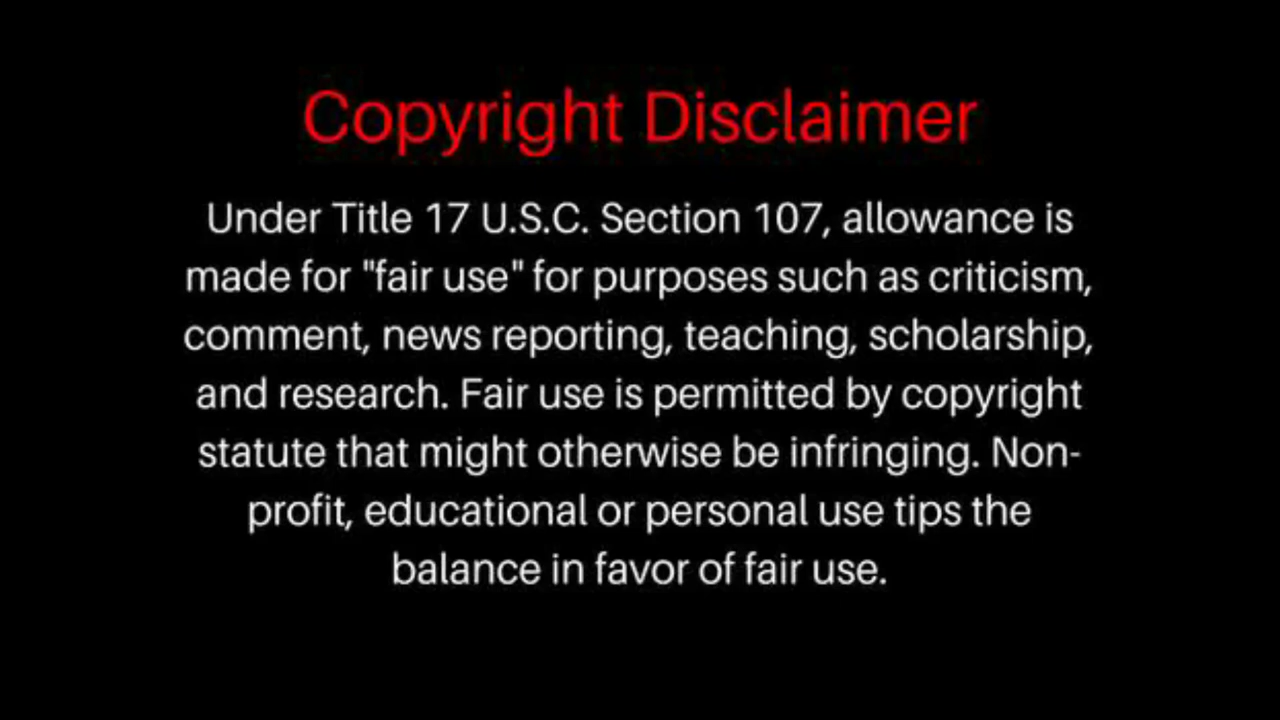 Copyright Disclaimer
Under Title 17 U.S.C. Section 107, allowance is
made for "fair use" for purposes such as criticism,
comment, news reporting, teaching, scholarship,
and research. Fair use is permitted by copyright
statute that might otherwise be infringing. Non-
profit, educational or personal use tips the
balance in favor of fair use.